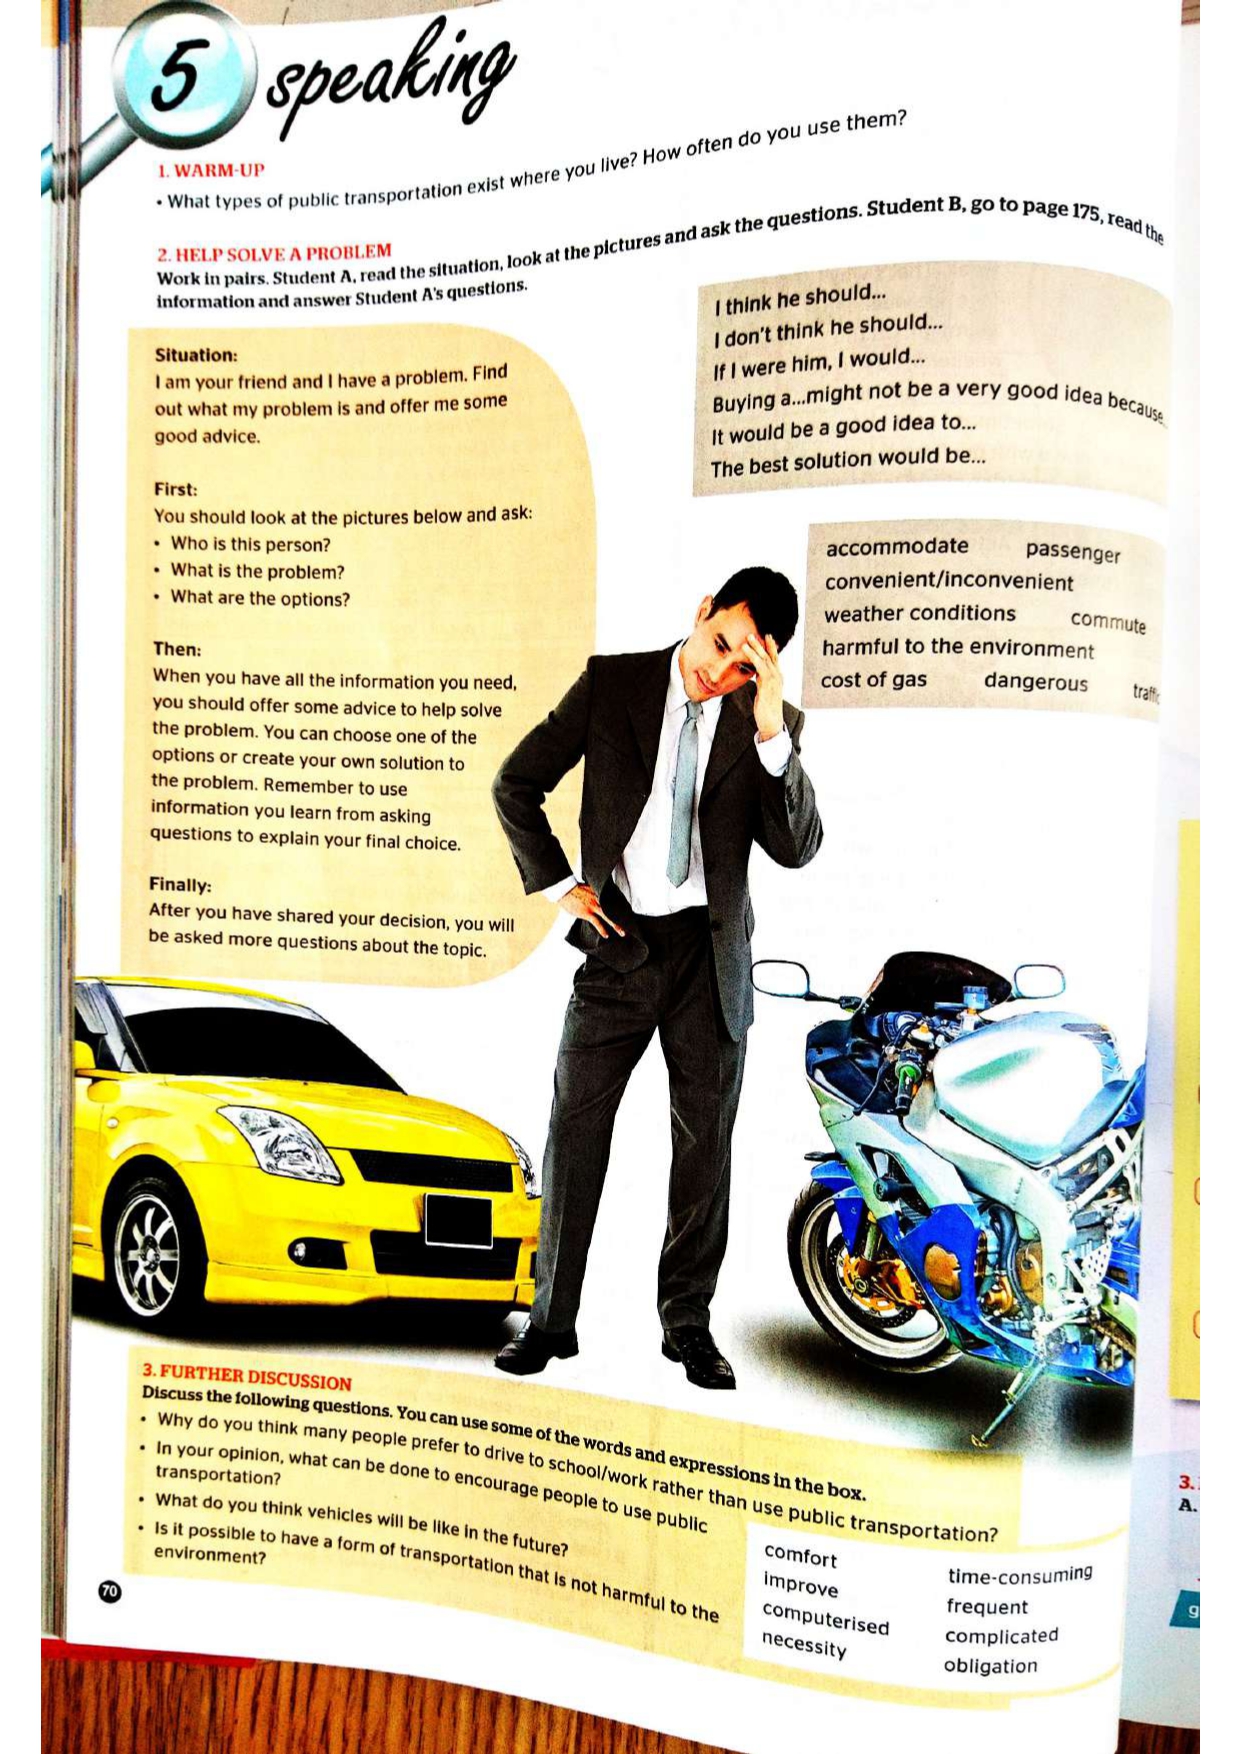 5 speaking
1. WARM-UP
• What types of public transportation exist where you live? How often do you use them?
2. HELP SOLVE A PROBLEM
Work in pairs. Student A, read the situation, look at the pictures and ask the questions. Student B, go to page 175, read the
information and answer Student A's questions.
Situation:
I am your friend and I have a problem. Find
out what my problem is and offer me some
good advice.
First:
You should look at the pictures below and ask:
• Who is this person?
• What is the problem?
• What are the options?
Then:
When you have all the information you need,
you should offer some advice to help solve
the problem. You can choose one of the
options or create your own solution to
the problem. Remember to use
information you learn from asking
questions to explain your final choice.
Finally:
After you have shared your decision, you will
be asked more questions about the topic.
I think he should...
I don't think he should...
If I were him, I would...
Buying a...might not be a very good idea because
It would be a good idea to...
The best solution would be...
accommodate passenger
convenient/inconvenient
weather conditions commute
harmful to the environment
cost of gas dangerous
3. FURTHER DISCUSSION
Discuss the following questions. You can use some of the words and expressions in the box.
• Why do you think many people prefer to drive to school/work rather than use public transportation?
• In your opinion, what can be done to encourage people to use public
transportation?
• What do you think vehicles will be like in the future?
• Is it possible to have a form of transportation that is not harmful to the
environment?
comfort time-consuming
improve frequent
computerised complicated
necessity obligation
70
3.
A.
g